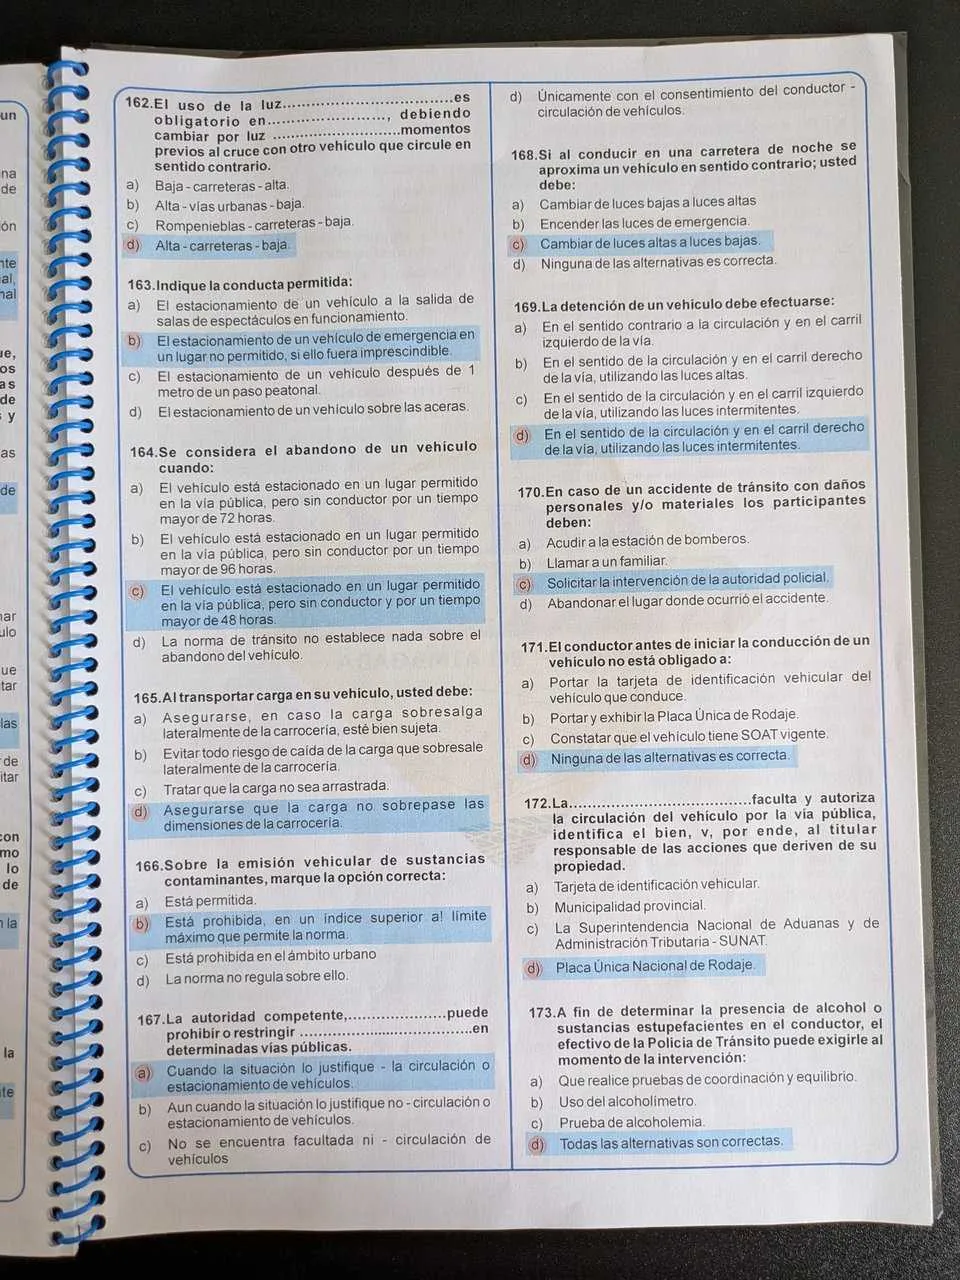 un
na
de
ón
nte
al,
nal
ue,
os
as
de
s y
as
de
nar
ulo
ue
tar
las
r de
itar
con
mo
lo
de
n la
la
nte
162.El uso de la luz..........................................es
obligatorio en............................, debiendo
cambiar por luz ..............................momentos
previos al cruce con otro vehículo que circule en
sentido contrario.
a) Baja - carreteras - alta.
b) Alta - vías urbanas - baja.
c) Rompenieblas - carreteras - baja.
d) Alta - carreteras - baja.
163.Indique la conducta permitida:
a) El estacionamiento de un vehículo a la salida de
salas de espectáculos en funcionamiento.
b) El estacionamiento de un vehículo de emergencia en
un lugar no permitido, si ello fuera imprescindible.
c) El estacionamiento de un vehículo después de 1
metro de un paso peatonal.
d) El estacionamiento de un vehículo sobre las aceras.
164.Se considera el abandono de un vehículo
cuando:
a) El vehículo está estacionado en un lugar permitido
en la vía pública, pero sin conductor por un tiempo
mayor de 72 horas.
b) El vehículo está estacionado en un lugar permitido
en la vía pública, pero sin conductor por un tiempo
mayor de 96 horas.
c) El vehículo está estacionado en un lugar permitido
en la vía pública, pero sin conductor y por un tiempo
mayor de 48 horas.
d) La norma de tránsito no establece nada sobre el
abandono del vehículo.
165.Al transportar carga en su vehículo, usted debe:
a) Asegurarse, en caso la carga sobresalga
lateralmente de la carrocería, esté bien sujeta.
b) Evitar todo riesgo de caída de la carga que sobresale
lateralmente de la carrocería.
c) Tratar que la carga no sea arrastrada.
d) Asegurarse que la carga no sobrepase las
dimensiones de la carrocería.
166.Sobre la emisión vehicular de sustancias
contaminantes, marque la opción correcta:
a) Está permitida.
b) Está prohibida, en un índice superior a! límite
máximo que permite la norma.
c) Está prohibida en el ámbito urbano
d) La norma no regula sobre ello.
167.La autoridad competente,.......................puede
prohibir o restringir .........................................en
determinadas vías públicas.
a) Cuando la situación lo justifique - la circulación o
estacionamiento de vehículos.
b) Aun cuando la situación lo justifique no - circulación o
estacionamiento de vehículos.
c) No se encuentra facultada ni - circulación de
vehículos
d) Únicamente con el consentimiento del conductor -
circulación de vehículos.
168.Si al conducir en una carretera de noche se
aproxima un vehículo en sentido contrario; usted
debe:
a) Cambiar de luces bajas a luces altas
b) Encender las luces de emergencia.
c) Cambiar de luces altas a luces bajas.
d) Ninguna de las alternativas es correcta.
169.La detención de un vehículo debe efectuarse:
a) En el sentido contrario a la circulación y en el carril
izquierdo de la vía.
b) En el sentido de la circulación y en el carril derecho
de la vía, utilizando las luces altas.
c) En el sentido de la circulación y en el carril izquierdo
de la vía, utilizando las luces intermitentes.
d) En el sentido de la circulación y en el carril derecho
de la vía, utilizando las luces intermitentes.
170.En caso de un accidente de tránsito con daños
personales y/o materiales los participantes
deben:
a) Acudir a la estación de bomberos.
b) Llamar a un familiar.
c) Solicitar la intervención de la autoridad policial.
d) Abandonar el lugar donde ocurrió el accidente.
171.El conductor antes de iniciar la conducción de un
vehículo no está obligado a:
a) Portar la tarjeta de identificación vehicular del
vehículo que conduce.
b) Portar y exhibir la Placa Única de Rodaje.
c) Constatar que el vehículo tiene SOAT vigente.
d) Ninguna de las alternativas es correcta.
172.La.......................................faculta y autoriza
la circulación del vehículo por la vía pública,
identifica el bien, v, por ende, al titular
responsable de las acciones que deriven de su
propiedad.
a) Tarjeta de identificación vehicular.
b) Municipalidad provincial.
c) La Superintendencia Nacional de Aduanas y de
Administración Tributaria - SUNAT.
d) Placa Única Nacional de Rodaje.
173.A fin de determinar la presencia de alcohol o
sustancias estupefacientes en el conductor, el
efectivo de la Policía de Tránsito puede exigirle al
momento de la intervención:
a) Que realice pruebas de coordinación y equilibrio.
b) Uso del alcoholímetro.
c) Prueba de alcoholemia.
d) Todas las alternativas son correctas.